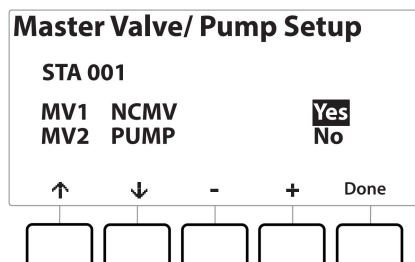 Master Valve/ Pump Setup
STA 001
MV1 NCMV Yes
MV2 PUMP No
↑ ↓ - + Done